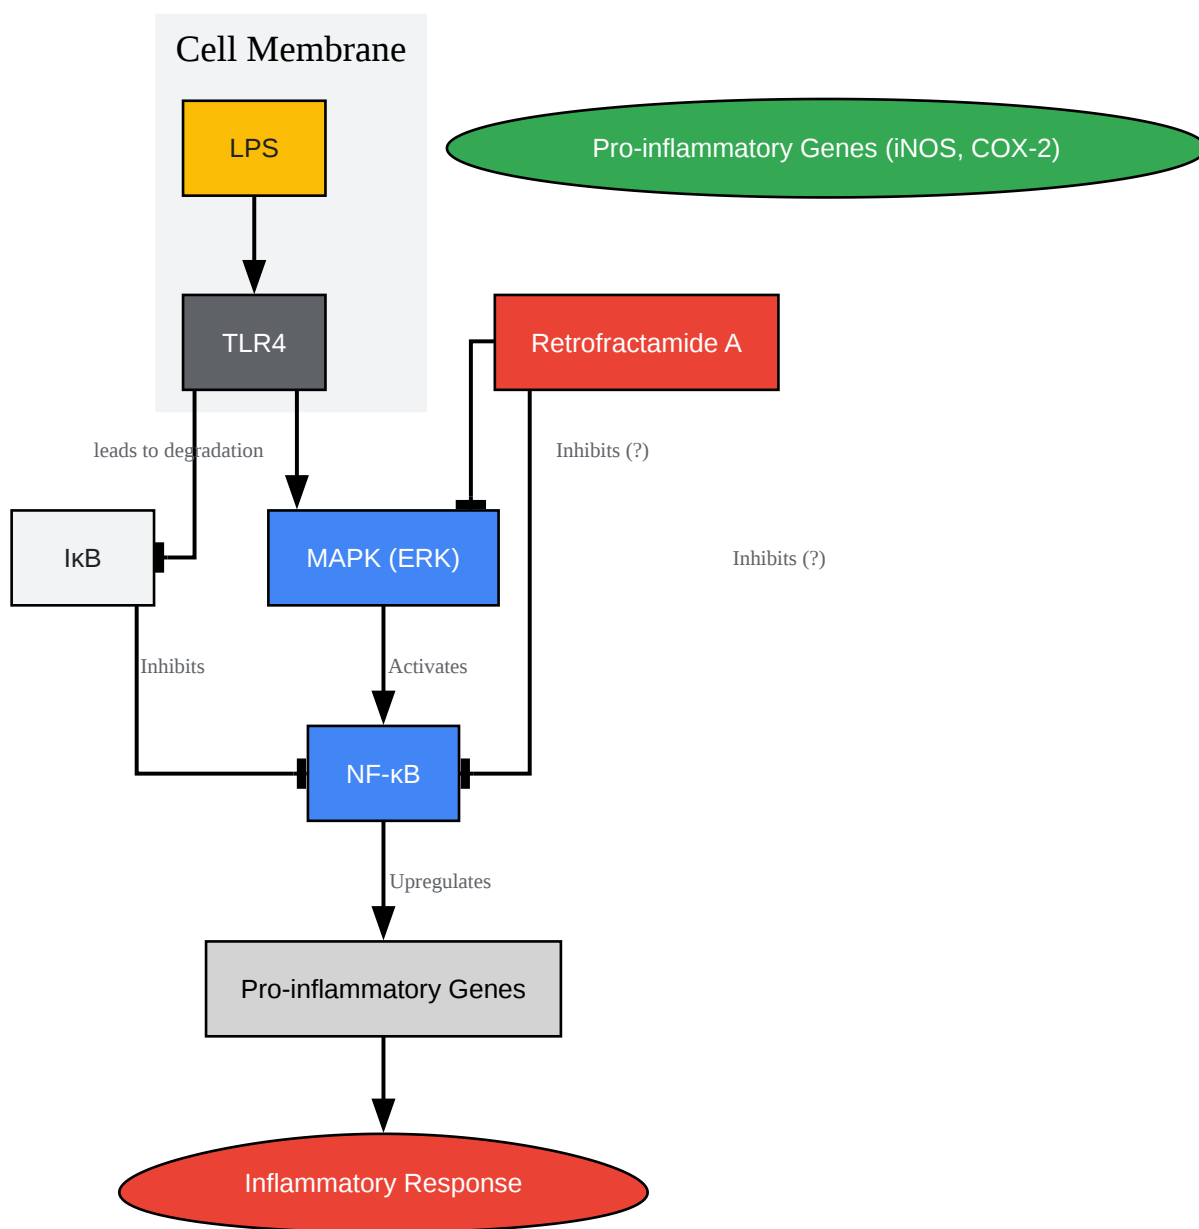 Cell Membrane
LPS
Pro-inflammatory Genes (iNOS, COX-2)
TLR4
Retrofractamide A
leads to degradation
Inhibits (?)
IκB
MAPK (ERK)
Inhibits (?)
Inhibits
Activates
NF-κB
Upregulates
Pro-inflammatory Genes
Inflammatory Response